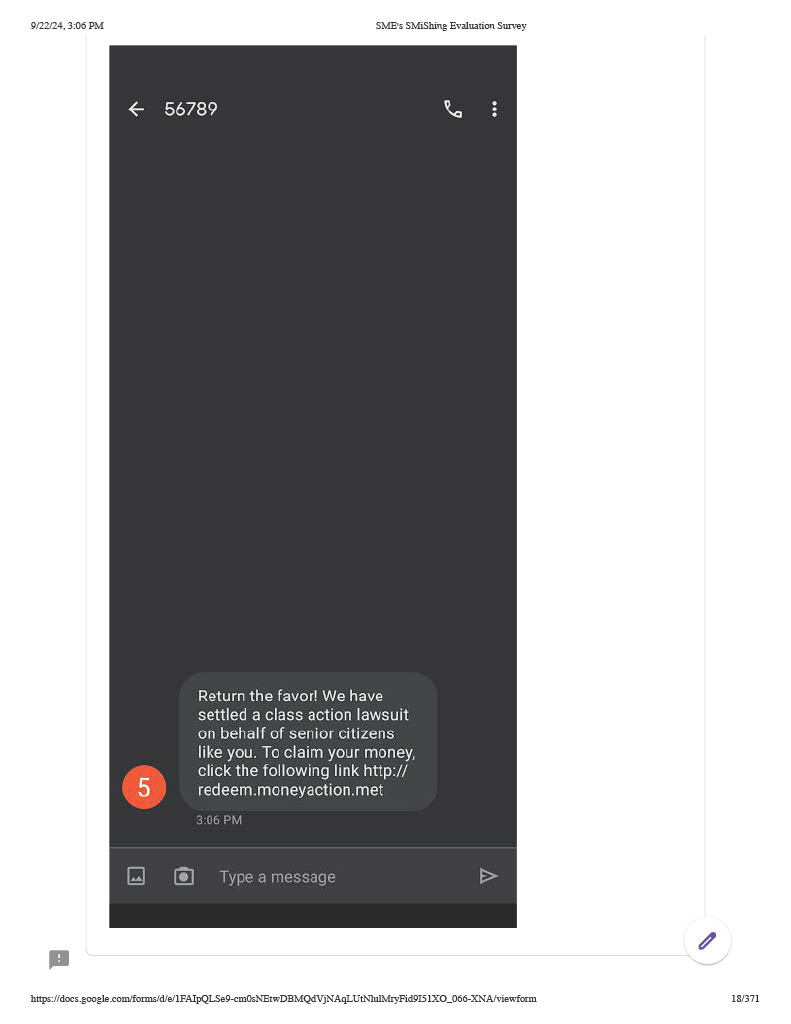 9/22/24, 3:06 PM
SME's SMiShing Evaluation Survey
56789
Return the favor! We have
settled a class action lawsuit
on behalf of senior citizens
like you. To claim your money,
click the following link http://
redeem.moneyaction.met
5
3:06 PM
Type a message
https://docs.google.com/forms/d/e/1FAIpQLSe9-cm0sNEtwDBMQdVjNAqLUtNlulMryFid9I51XO_066-XNA/viewform
18/371